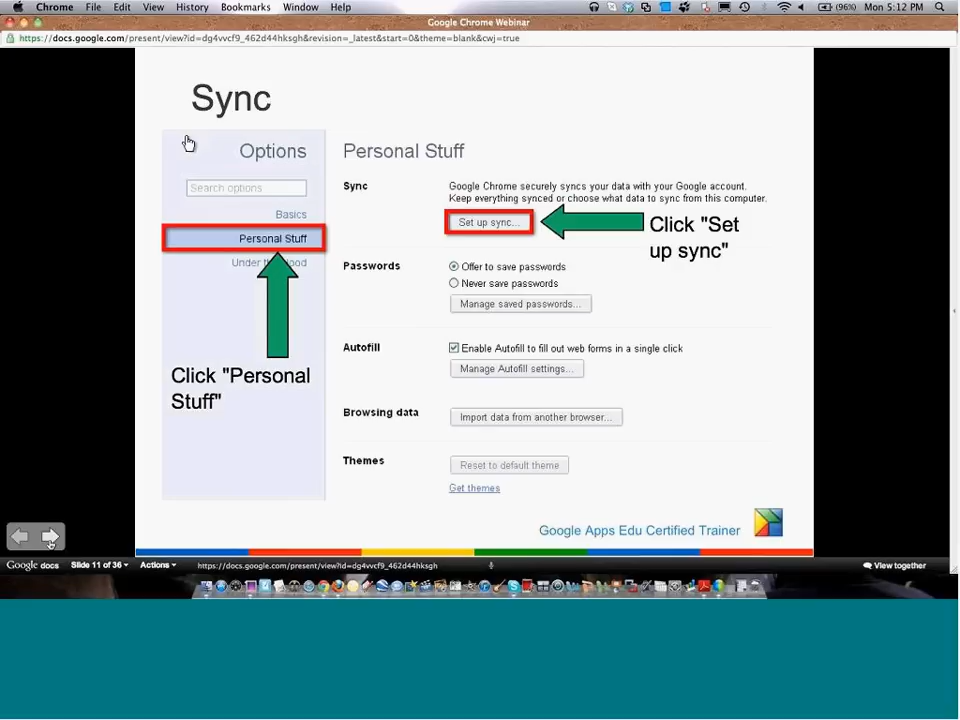 Chrome File Edit View History Bookmarks Window Help (96%) Mon 5:12 PM
Google Chrome Webinar
https://docs.google.com/present/view?id=dg4vvcf9_462d44hksgh&revision=_latest&start=0&theme=blank&cwj=true
Sync
Options
Search options
Basics
Personal Stuff
Under the Hood
Click "Personal
Stuff"
Personal Stuff
Sync
Google Chrome securely syncs your data with your Google account.
Keep everything synced or choose what data to sync from this computer.
Set up sync...
Click "Set
up sync"
Passwords
Offer to save passwords
Never save passwords
Manage saved passwords...
Autofill
Enable Autofill to fill out web forms in a single click
Manage Autofill settings...
Browsing data
Import data from another browser...
Themes
Reset to default theme
Get themes
Google Apps Edu Certified Trainer
Google docs Slide 11 of 36 Actions https://docs.google.com/present/view?id=dg4vvcf9_462d44hksgh View together